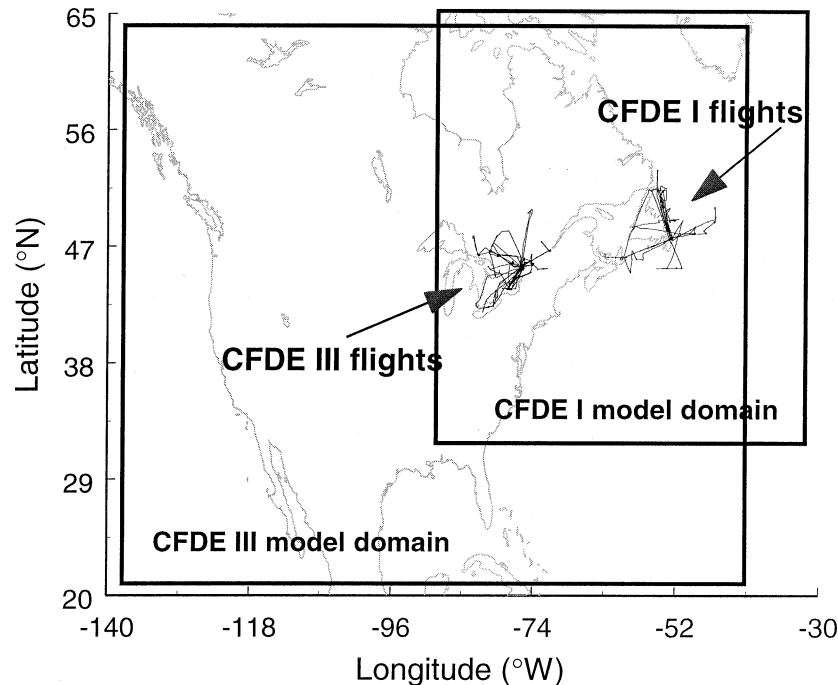 65
56
47
38
29
20
Latitude (°N)
CFDE I flights
CFDE III flights
CFDE I model domain
CFDE III model domain
-140
-118
-96
-74
-52
-30
Longitude (°W)